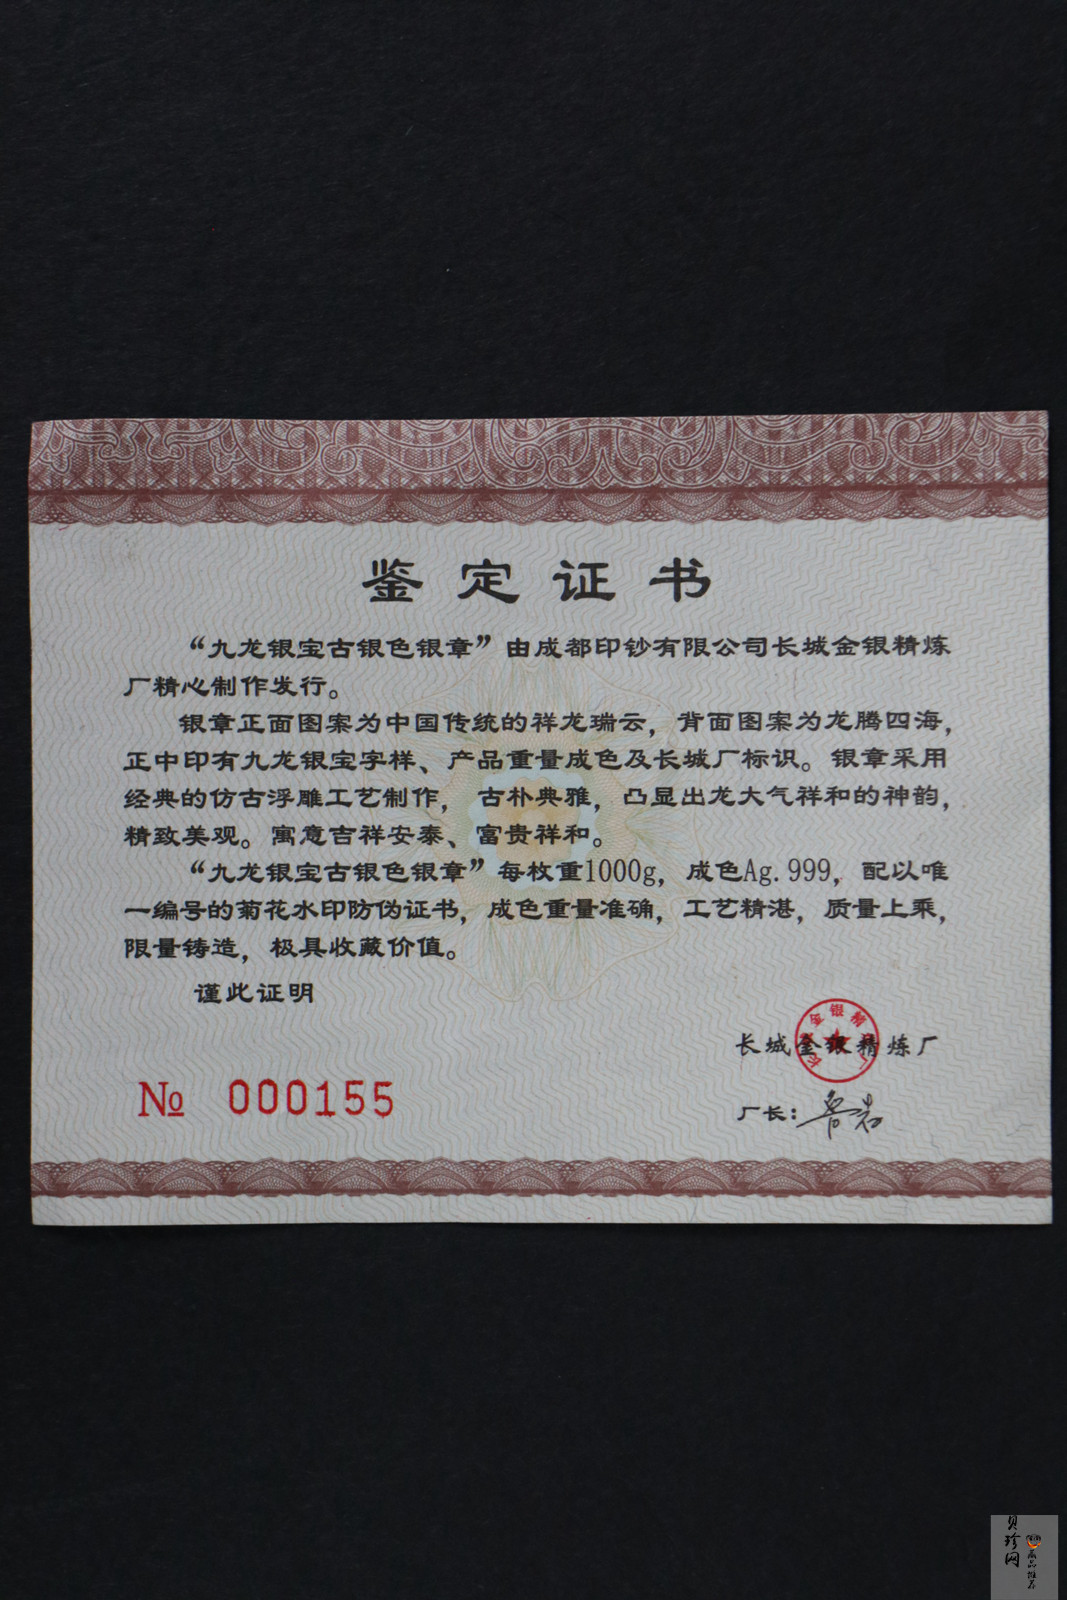 鉴定证书
“九龙银宝古银色银章”由成都印钞有限公司长城金银精炼
厂精心制作发行。
银章正面图案为中国传统的祥龙瑞云，背面图案为龙腾四海，
正中印有九龙银宝字样、产品重量成色及长城厂标识。银章采用
经典的仿古浮雕工艺制作，古朴典雅，凸显出龙大气祥和的神韵，
精致美观。寓意吉祥安泰、富贵祥和。
“九龙银宝古银色银章”每枚重1000g，成色Ag.999，配以唯
一编号的菊花水印防伪证书，成色重量准确，工艺精湛，质量上乘，
限量铸造，极具收藏价值。
谨此证明
长城金银精炼厂
№ 000155
厂长：鲁岩
贝珍网
藏品推荐